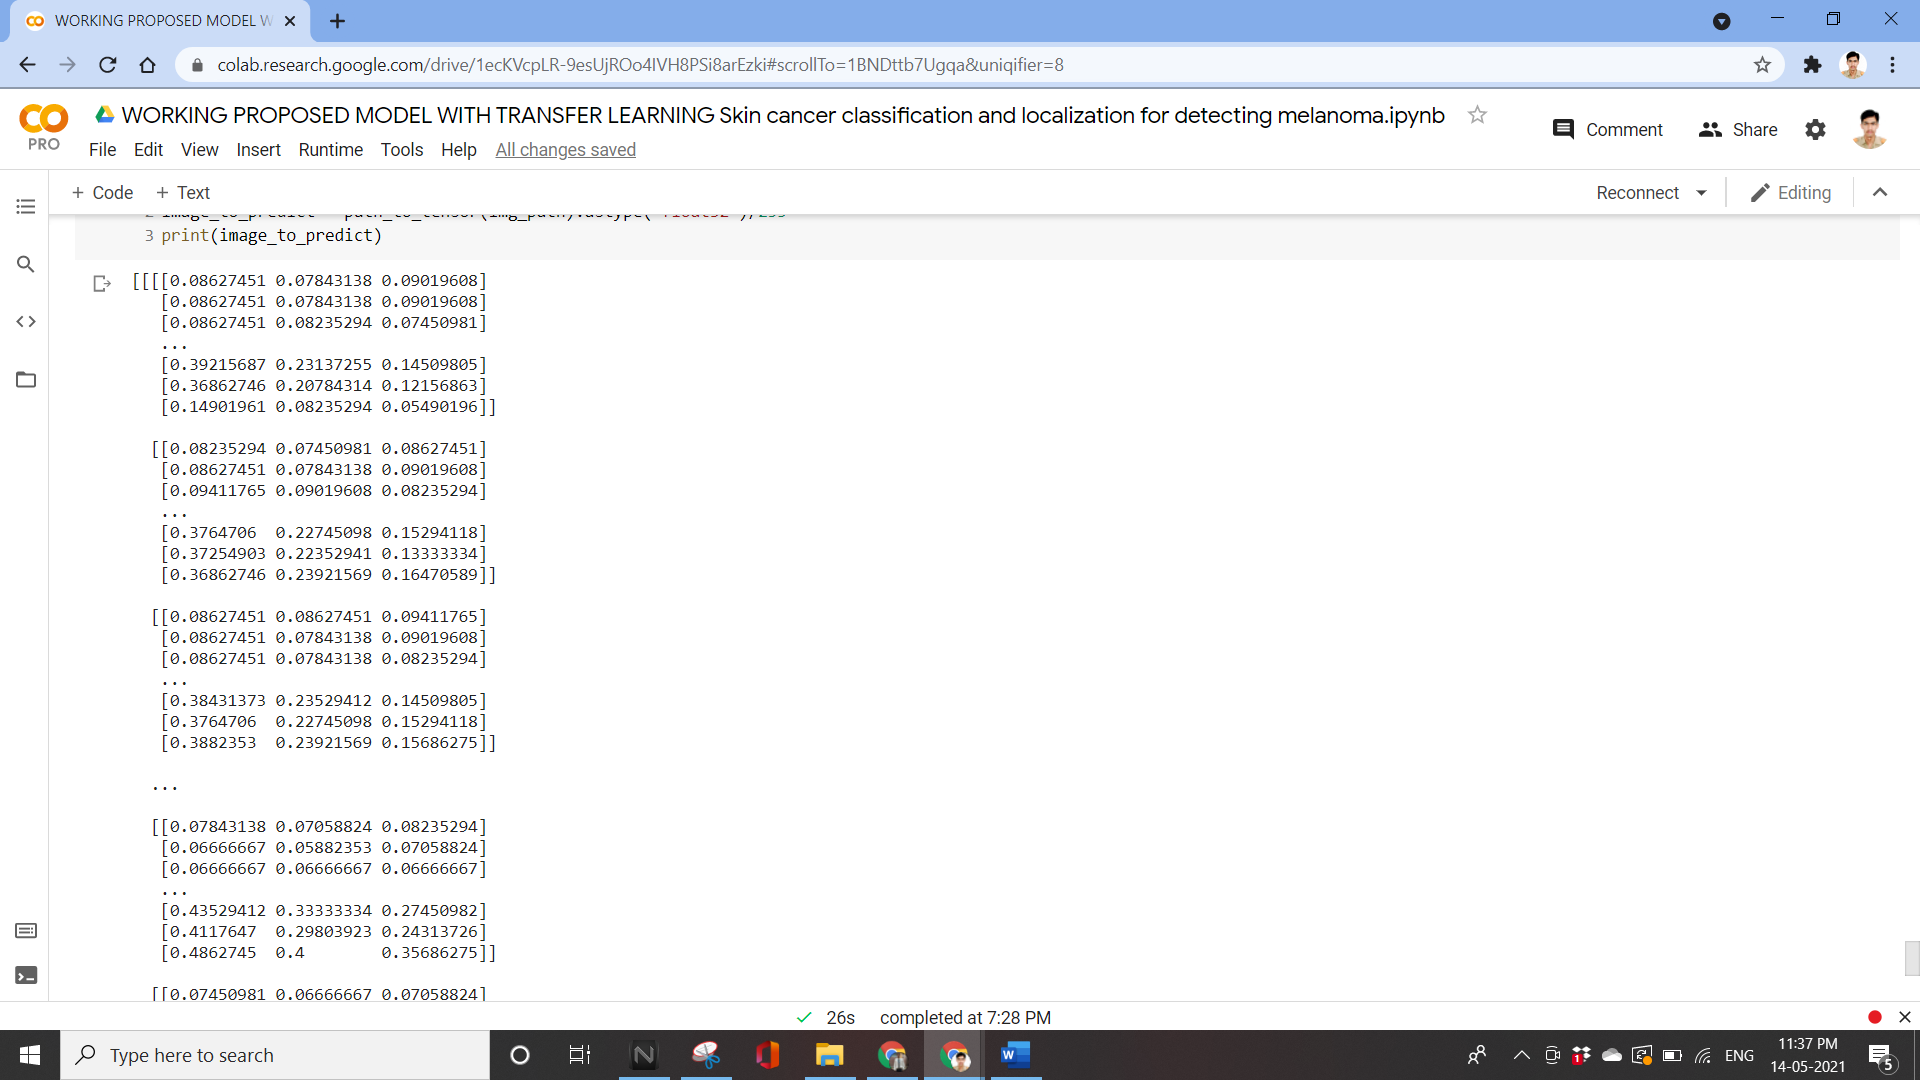 WORKING PROPOSED MODEL W
colab.research.google.com/drive/1ecKVcpLR-9esUjROo4IVH8PSi8arEzki#scrollTo=1BNDttb7Ugqa&uniqifier=8
WORKING PROPOSED MODEL WITH TRANSFER LEARNING Skin cancer classification and localization for detecting melanoma.ipynb
PRO
Comment
Share
File Edit View Insert Runtime Tools Help All changes saved
+ Code + Text
Reconnect
Editing
2 image_to_predict = path_to_tensor(img_path).astype('float32')/255
3 print(image_to_predict)
[[[[0.08627451 0.07843138 0.09019608]
[0.08627451 0.07843138 0.09019608]
[0.08627451 0.08235294 0.07450981]
...
[0.39215687 0.23137255 0.14509805]
[0.36862746 0.20784314 0.12156863]
[0.14901961 0.08235294 0.05490196]]
[[0.08235294 0.07450981 0.08627451]
[0.08627451 0.07843138 0.09019608]
[0.09411765 0.09019608 0.08235294]
...
[0.3764706 0.22745098 0.15294118]
[0.37254903 0.22352941 0.13333334]
[0.36862746 0.23921569 0.16470589]]
[[0.08627451 0.08627451 0.09411765]
[0.08627451 0.07843138 0.09019608]
[0.08627451 0.07843138 0.08235294]
...
[0.38431373 0.23529412 0.14509805]
[0.3764706 0.22745098 0.15294118]
[0.3882353 0.23921569 0.15686275]]
...
[[0.07843138 0.07058824 0.08235294]
[0.06666667 0.05882353 0.07058824]
[0.06666667 0.06666667 0.06666667]
...
[0.43529412 0.33333334 0.27450982]
[0.4117647 0.29803923 0.24313726]
[0.4862745 0.4 0.35686275]]
[[0.07450981 0.06666667 0.07058824]
26s completed at 7:28 PM
Type here to search
ENG
11:37 PM
14-05-2021
1
5